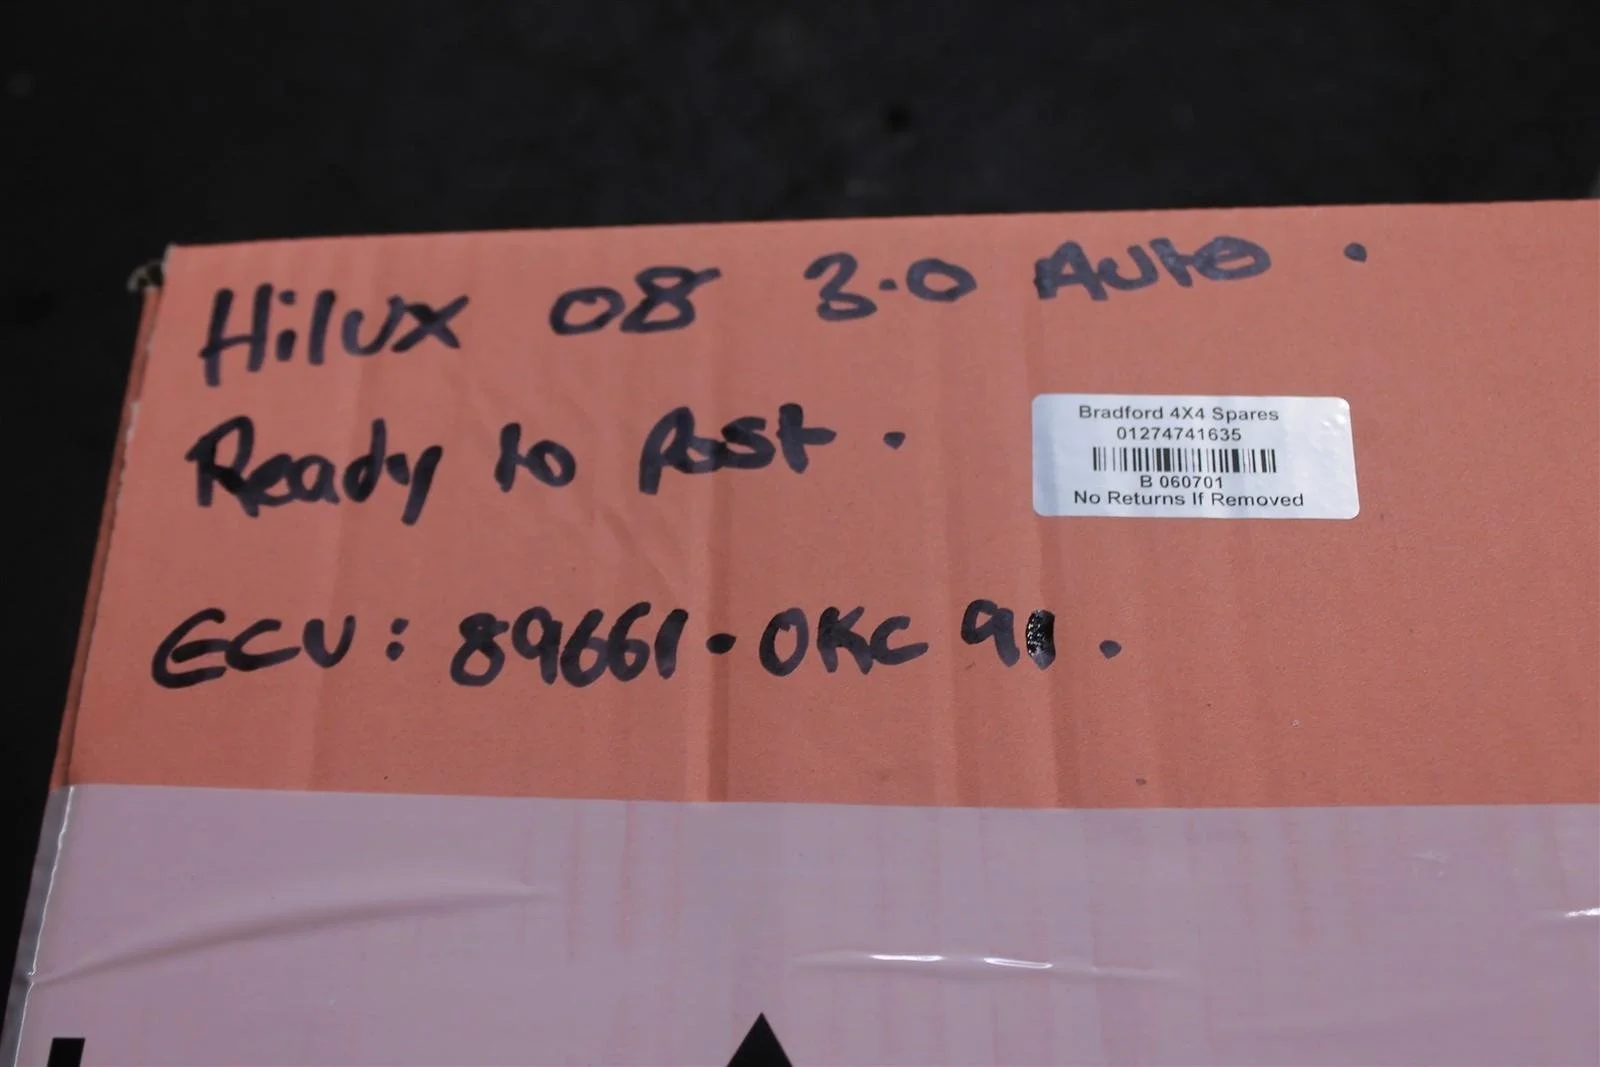 Hilux 08 3.0 Auto.
Ready to Post.
Bradford 4X4 Spares
01274741635
B 060701
No Returns If Removed
ECU: 89661-0KC91.